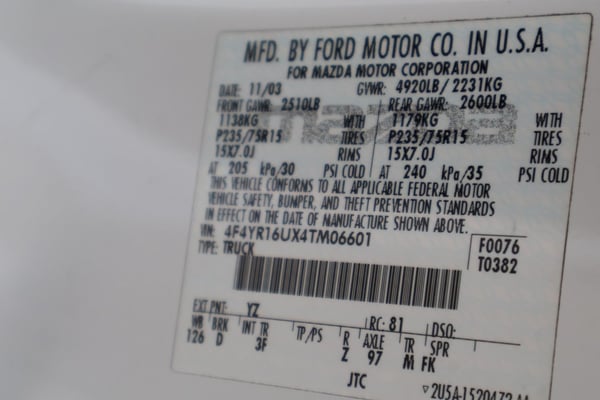 MFD. BY FORD MOTOR CO. IN U.S.A.
FOR MAZDA MOTOR CORPORATION
DATE: 11/03 GVWR: 4920LB/ 2231KG
FRONT GAWR: 2510LB REAR GAWR: 2600LB
1138KG WITH 1179KG WITH
P235/75R15 TIRES P235/75R15 TIRES
15X7.0J RIMS 15X7.0J RIMS
AT 205 kPa/30 PSI COLD AT 240 kPa/35 PSI COLD
THIS VEHICLE CONFORMS TO ALL APPLICABLE FEDERAL MOTOR
VEHICLE SAFETY, BUMPER, AND THEFT PREVENTION STANDARDS
IN EFFECT ON THE DATE OF MANUFACTURE SHOWN ABOVE.
VIN: 4F4YR16UX4TM06601 F0076
TYPE: TRUCK T0382
EXT PNT: YZ RC: 81 DSO:
WB BRK INT TR TP/PS R AXLE TR SPR
126 D 3F Z 97 M FK
JTC